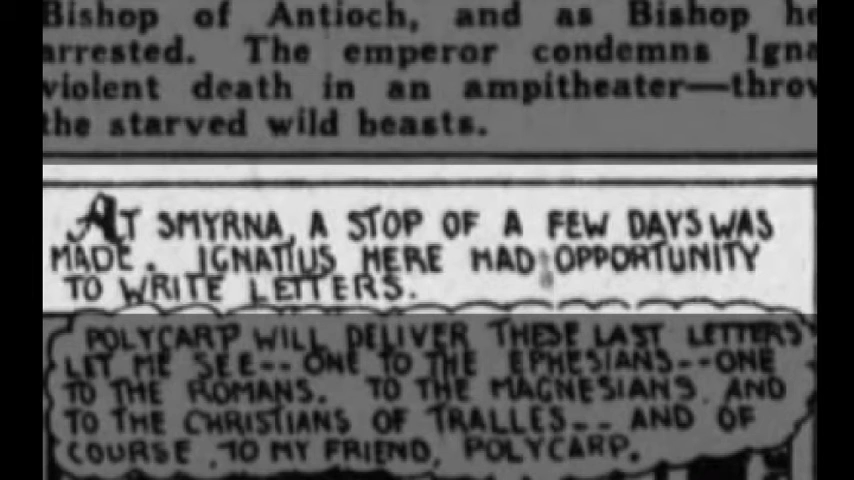 Bishop of Antioch, and as Bishop he
arrested. The emperor condemns Igna
violent death in an ampitheater—throw
the starved wild beasts.
AT SMYRNA, A STOP OF A FEW DAYS WAS
MADE. IGNATIUS HERE HAD OPPORTUNITY
TO WRITE LETTERS.
POLYCARP WILL DELIVER THESE LAST LETTERS
LET ME SEE-- ONE TO THE EPHESIANS--ONE
TO THE ROMANS. TO THE MAGNESIANS, AND
TO THE CHRISTIANS OF TRALLES-- AND OF
COURSE, TO MY FRIEND, POLYCARP.